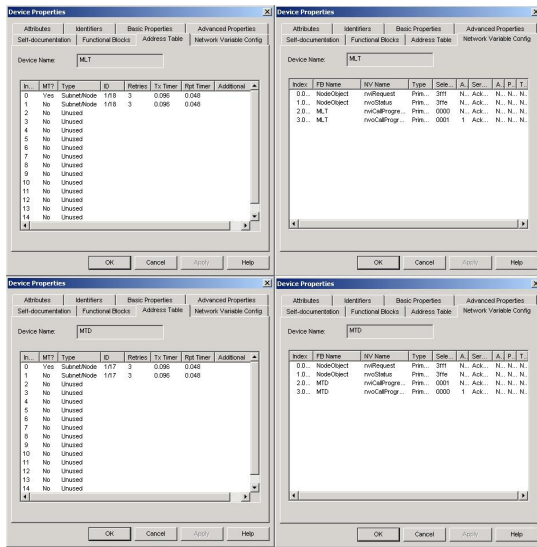 Device Properties
Attributes Identifiers Basic Properties Advanced Properties
Self-documentation Functional Blocks Address Table Network Variable Config
Device Name: MLT
In... MT? Type ID Retries Tx Timer Rpt Timer Additional
0 Yes Subnet/Node 1/18 3 0.096 0.048
1 No Subnet/Node 1/18 3 0.096 0.048
2 No Unused
3 No Unused
4 No Unused
5 No Unused
6 No Unused
7 No Unused
8 No Unused
9 No Unused
10 No Unused
11 No Unused
12 No Unused
13 No Unused
14 No Unused
OK Cancel Apply Help
Device Properties
Attributes Identifiers Basic Properties Advanced Properties
Self-documentation Functional Blocks Address Table Network Variable Config
Device Name: MLT
Index FB Name NV Name Type Sele... A. Ser... A. P.. T..
0.0... NodeObject nviRequest Prim... 3fff N... Ack... N... N... N..
1.0... NodeObject nvoStatus Prim... 3ffe N... Ack... N... N... N..
2.0... MLT nviCallProgre... Prim... 0000 N... Ack... N... N... N..
3.0... MLT nvoCallProgr... Prim... 0001 1 Ack... N... N... N..
OK Cancel Apply Help
Device Properties
Attributes Identifiers Basic Properties Advanced Properties
Self-documentation Functional Blocks Address Table Network Variable Config
Device Name: MTD
In... MT? Type ID Retries Tx Timer Rpt Timer Additional
0 Yes Subnet/Node 1/17 3 0.096 0.048
1 No Subnet/Node 1/17 3 0.096 0.048
2 No Unused
3 No Unused
4 No Unused
5 No Unused
6 No Unused
7 No Unused
8 No Unused
9 No Unused
10 No Unused
11 No Unused
12 No Unused
13 No Unused
14 No Unused
OK Cancel Apply Help
Device Properties
Attributes Identifiers Basic Properties Advanced Properties
Self-documentation Functional Blocks Address Table Network Variable Config
Device Name: MTD
Index FB Name NV Name Type Sele... A. Ser... A. P.. T..
0.0... NodeObject nviRequest Prim... 3fff N... Ack... N... N... N..
1.0... NodeObject nvoStatus Prim... 3ffe N... Ack... N... N... N..
2.0... MTD nviCallProgre... Prim... 0001 N... Ack... N... N... N..
3.0... MTD nvoCallProgr... Prim... 0000 1 Ack... N... N... N..
OK Cancel Apply Help